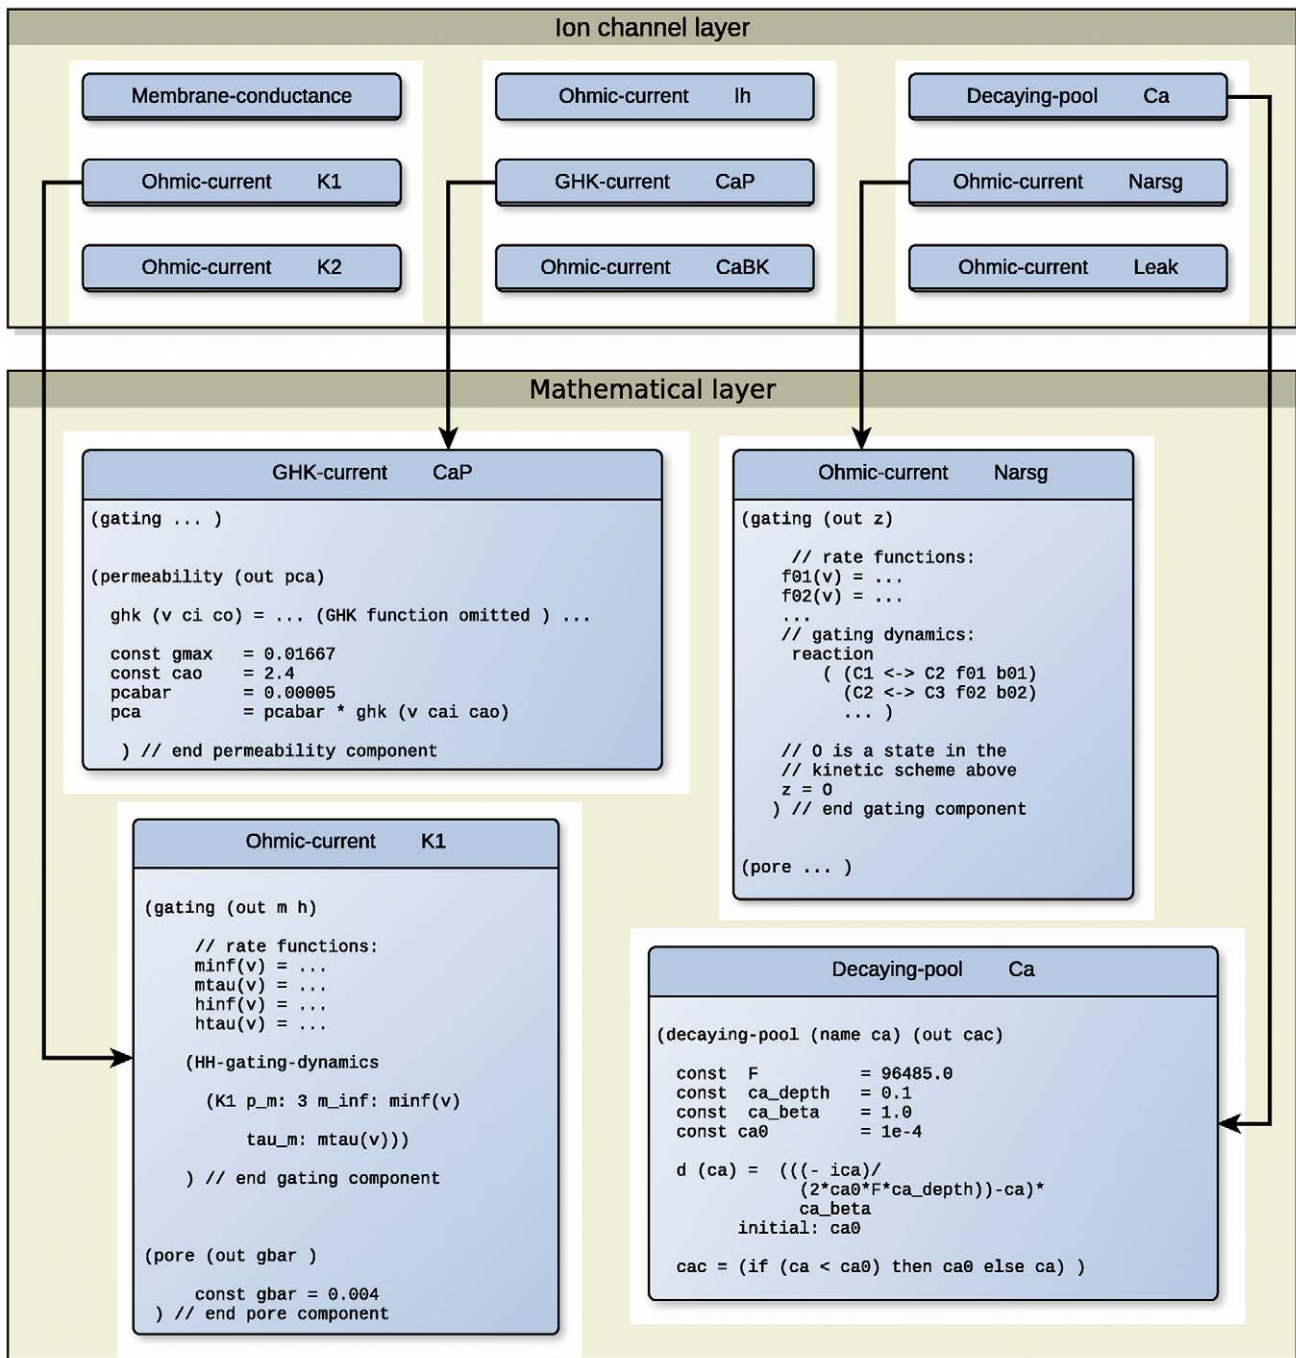 Ion channel layer
Membrane-conductance
Ohmic-current Ih
Decaying-pool Ca
Ohmic-current K1
GHK-current CaP
Ohmic-current Narsg
Ohmic-current K2
Ohmic-current CaBK
Ohmic-current Leak
Mathematical layer
GHK-current CaP
(gating ... )
(permeability (out pca)
ghk (v ci co) = ... (GHK function omitted ) ...
const gmax = 0.01667
const cao = 2.4
pcabar = 0.00005
pca = pcabar * ghk (v cai cao)
) // end permeability component
Ohmic-current Narsg
(gating (out z)
// rate functions:
f01(v) = ...
f02(v) = ...
...
// gating dynamics:
reaction
( (C1 <-> C2 f01 b01)
(C2 <-> C3 f02 b02)
... )
// O is a state in the
// kinetic scheme above
z = O
) // end gating component
(pore ... )
Ohmic-current K1
(gating (out m h)
// rate functions:
minf(v) = ...
mtau(v) = ...
hinf(v) = ...
htau(v) = ...
(HH-gating-dynamics
(K1 p_m: 3 m_inf: minf(v)
tau_m: mtau(v)))
) // end gating component
(pore (out gbar )
const gbar = 0.004
) // end pore component
Decaying-pool Ca
(decaying-pool (name ca) (out cac)
const F = 96485.0
const ca_depth = 0.1
const ca_beta = 1.0
const ca0 = 1e-4
d (ca) = (((- ica)/
(2*ca0*F*ca_depth))-ca)*
ca_beta
initial: ca0
cac = (if (ca < ca0) then ca0 else ca) )